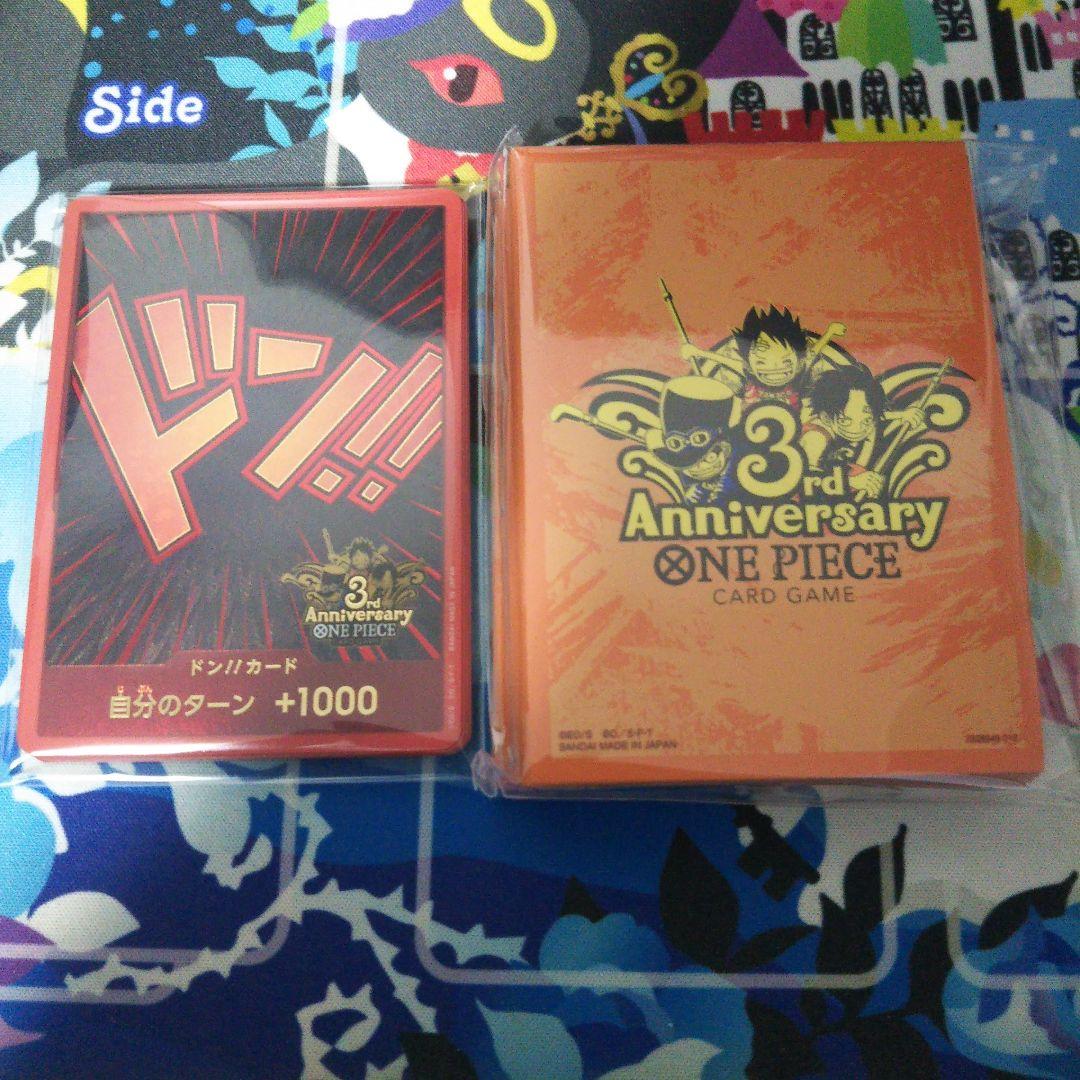 Side
ドン!!
3rd
Anniversary
ONE PIECE
ドン!!カード
自分のターン +1000
3rd
Anniversary
ONE PIECE
CARD GAME
BANDAI MADE IN JAPAN